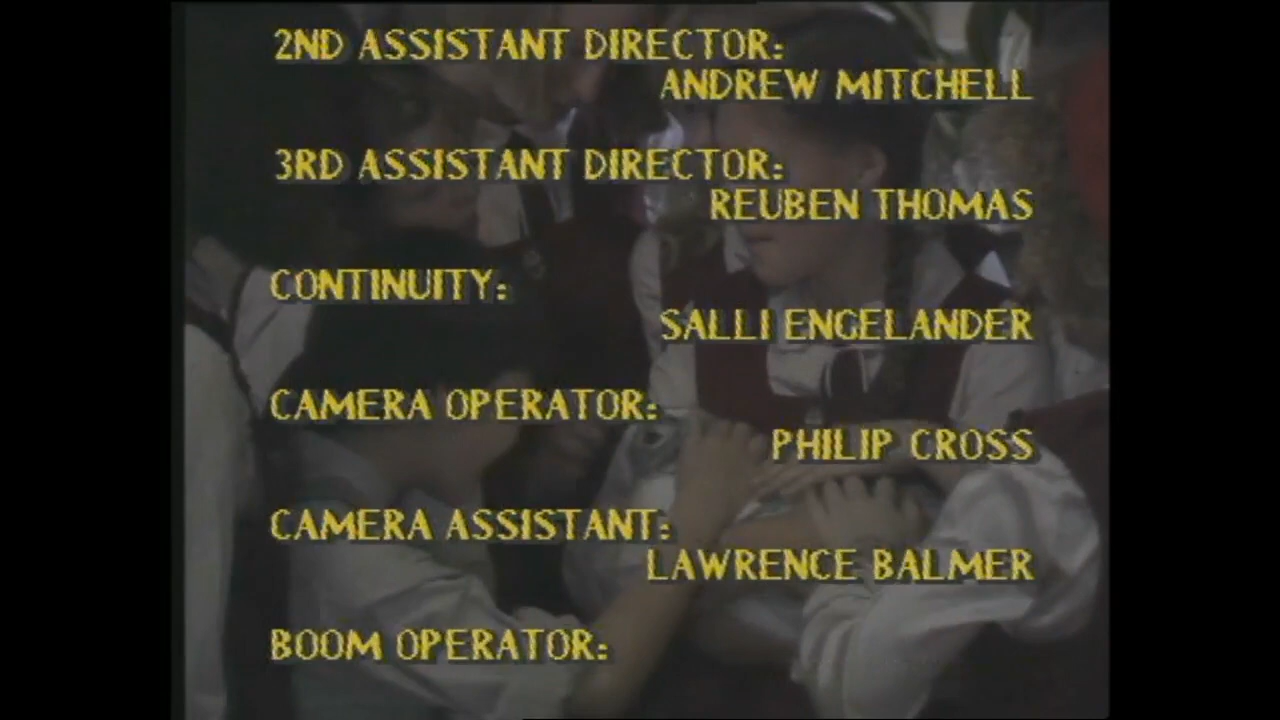 2ND ASSISTANT DIRECTOR:
ANDREW MITCHELL
3RD ASSISTANT DIRECTOR:
REUBEN THOMAS
CONTINUITY:
SALLI ENGELANDER
CAMERA OPERATOR:
PHILIP CROSS
CAMERA ASSISTANT:
LAWRENCE BALMER
BOOM OPERATOR: